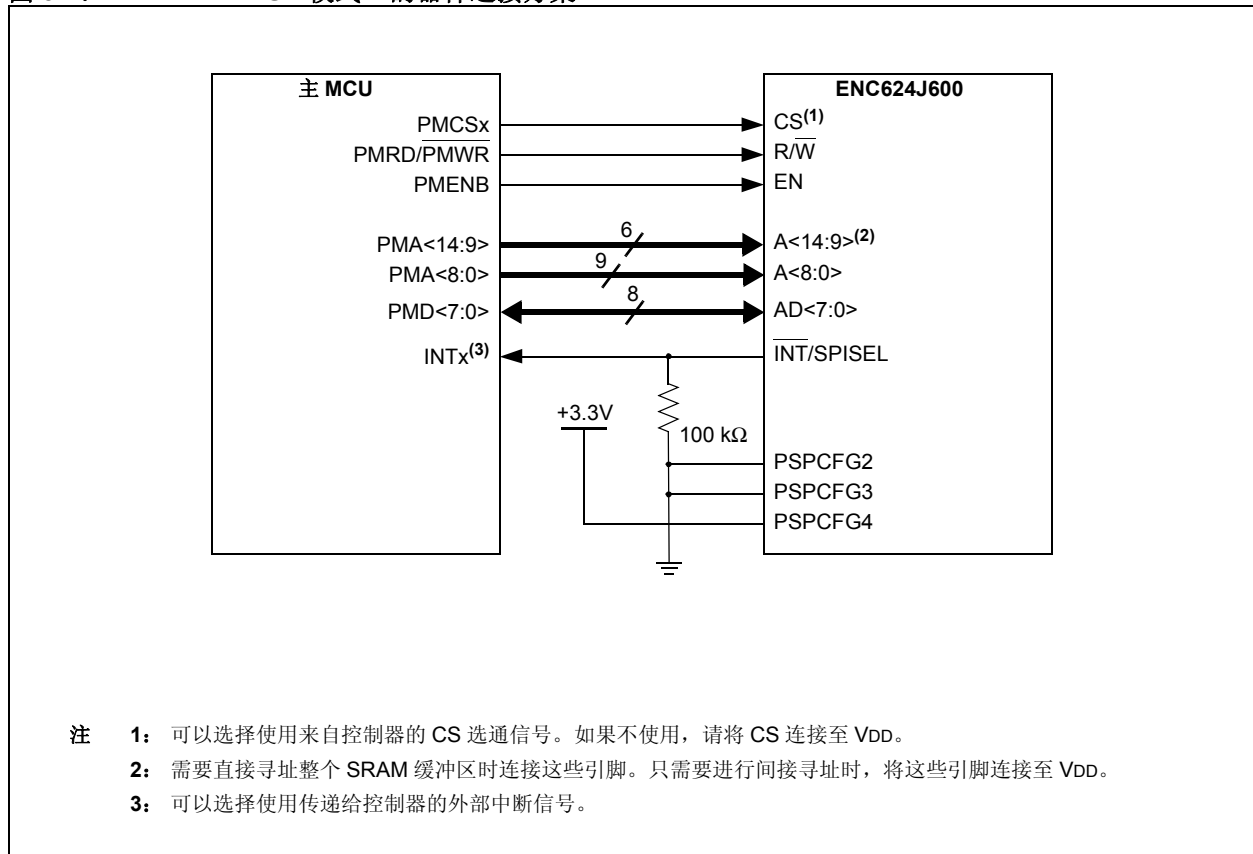 主 MCU
ENC624J600
PMCSx
CS(1)
PMRD/PMWR
R/W
PMENB
EN
PMA<14:9>
6
A<14:9>(2)
PMA<8:0>
9
A<8:0>
PMD<7:0>
8
AD<7:0>
INTx(3)
INT/SPISEL
+3.3V
100 kΩ
PSPCFG2
PSPCFG3
PSPCFG4
注 1: 可以选择使用来自控制器的 CS 选通信号。如果不使用，请将 CS 连接至 VDD。
2: 需要直接寻址整个 SRAM 缓冲区时连接这些引脚。只需要进行间接寻址时，将这些引脚连接至 VDD。
3: 可以选择使用传递给控制器的外部中断信号。